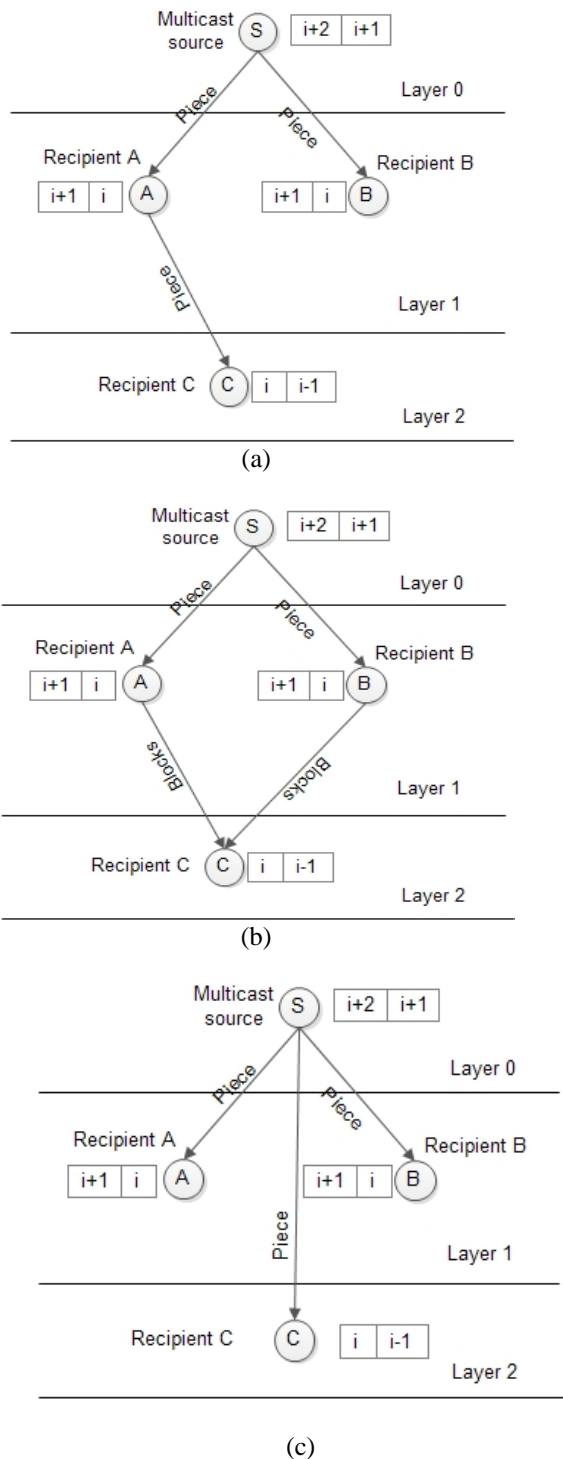 Multicast
source
S
i+2 i+1
Piece
Piece
Layer 0
Recipient A
Recipient B
i+1 i
A
i+1 i
B
Piece
Layer 1
Recipient C
C
i i-1
Layer 2
(a)
Multicast
source
S
i+2 i+1
Piece
Piece
Layer 0
Recipient A
Recipient B
i+1 i
A
i+1 i
B
Blocks
Blocks
Layer 1
Recipient C
C
i i-1
Layer 2
(b)
Multicast
source
S
i+2 i+1
Piece
Piece
Layer 0
Recipient A
Recipient B
i+1 i
A
i+1 i
B
Piece
Layer 1
Recipient C
C
i i-1
Layer 2
(c)